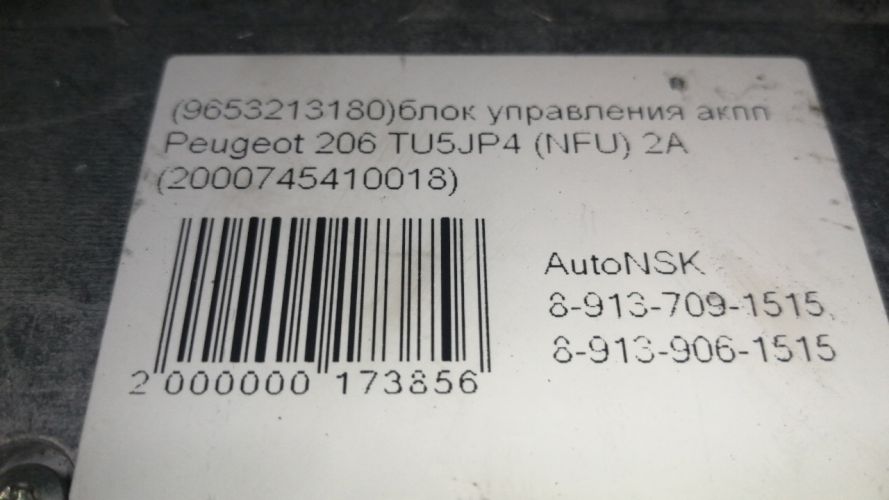 (9653213180)блок управления акпп
Peugeot 206 TU5JP4 (NFU) 2A
(2000745410018)
AutoNSK
8-913-709-1515,
8-913-906-1515
2 000000 173856